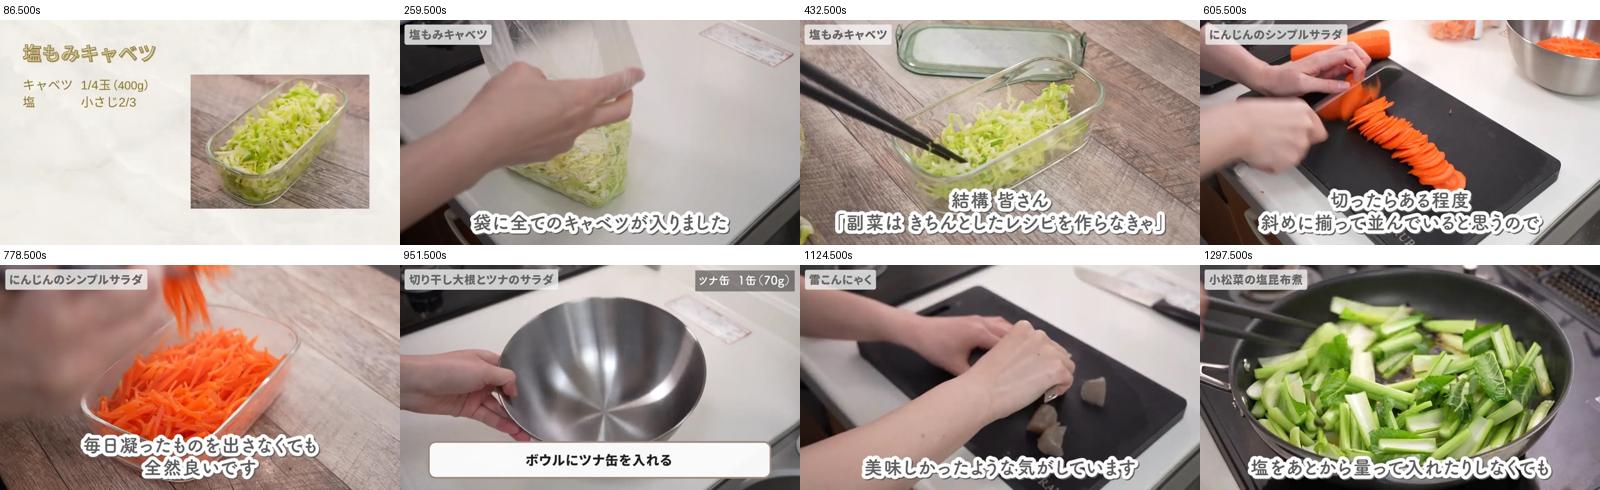 86.500s
塩もみキャベツ
キャベツ 1/4玉(400g)
塩 小さじ2/3
259.500s
塩もみキャベツ
袋に全てのキャベツが入りました
432.500s
塩もみキャベツ
結構 皆さん
「副菜は きちんとしたレシピを作らなきゃ」
605.500s
にんじんのシンプルサラダ
切ったらある程度
斜めに揃って並んでいると思うので
778.500s
にんじんのシンプルサラダ
毎日凝ったものを出さなくても
全然良いです
951.500s
切り干し大根とツナのサラダ
ツナ缶 1缶(70g)
ボウルにツナ缶を入れる
1124.500s
雷こんにゃく
美味しかったような気がしています
1297.500s
小松菜の塩昆布煮
塩をあとから量って入れたりしなくても